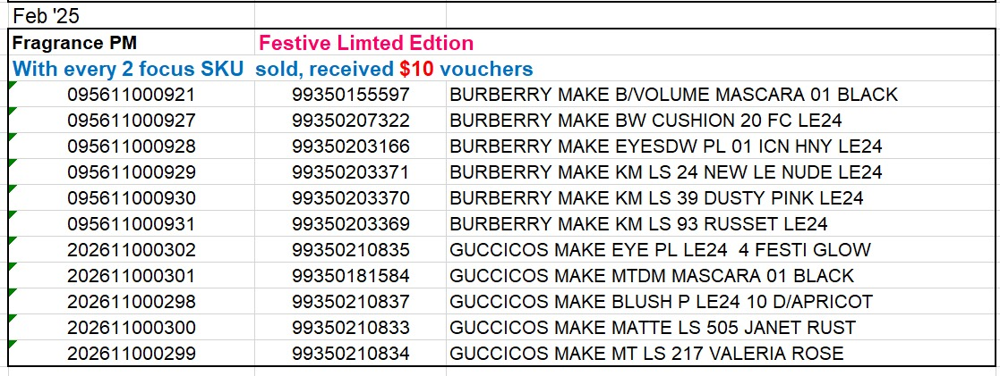 Feb '25
Fragrance PM Festive Limted Edtion
With every 2 focus SKU  sold, received $10 vouchers
095611000921 99350155597 BURBERRY MAKE B/VOLUME MASCARA 01 BLACK
095611000927 99350207322 BURBERRY MAKE BW CUSHION 20 FC LE24
095611000928 99350203166 BURBERRY MAKE EYESDW PL 01 ICN HNY LE24
095611000929 99350203371 BURBERRY MAKE KM LS 24 NEW LE NUDE LE24
095611000930 99350203370 BURBERRY MAKE KM LS 39 DUSTY PINK LE24
095611000931 99350203369 BURBERRY MAKE KM LS 93 RUSSET LE24
202611000302 99350210835 GUCCICOS MAKE EYE PL LE24  4 FESTI GLOW
202611000301 99350181584 GUCCICOS MAKE MTDM MASCARA 01 BLACK
202611000298 99350210837 GUCCICOS MAKE BLUSH P LE24 10 D/APRICOT
202611000300 99350210833 GUCCICOS MAKE MATTE LS 505 JANET RUST
202611000299 99350210834 GUCCICOS MAKE MT LS 217 VALERIA ROSE